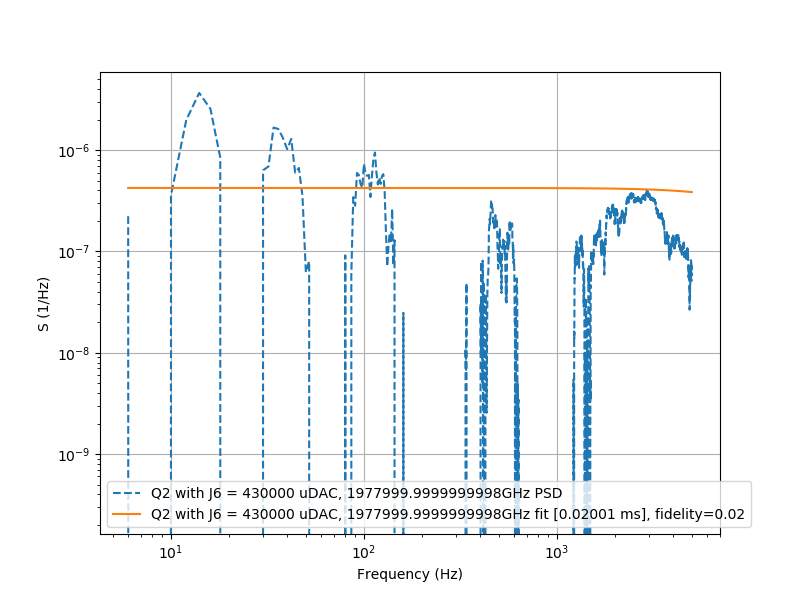 10⁻⁶
10⁻⁷
10⁻⁸
10⁻⁹
S (1/Hz)
Q2 with J6 = 430000 uDAC, 1977999.9999999998GHz PSD
Q2 with J6 = 430000 uDAC, 1977999.9999999998GHz fit [0.02001 ms], fidelity=0.02
10¹ 10² 10³
Frequency (Hz)